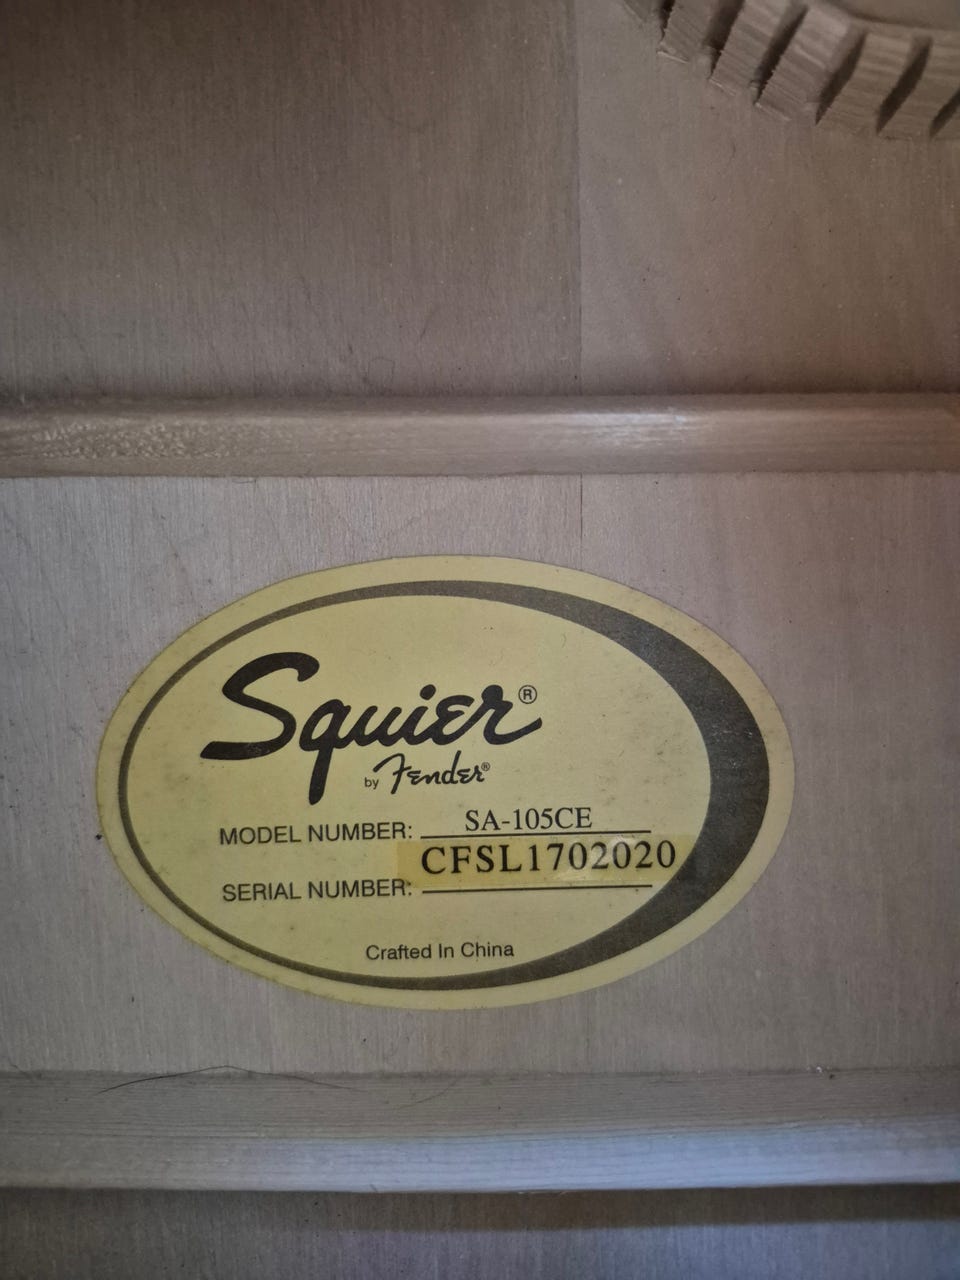 Squier®
by Fender®
MODEL NUMBER: SA-105CE
SERIAL NUMBER: CFSL1702020
Crafted In China